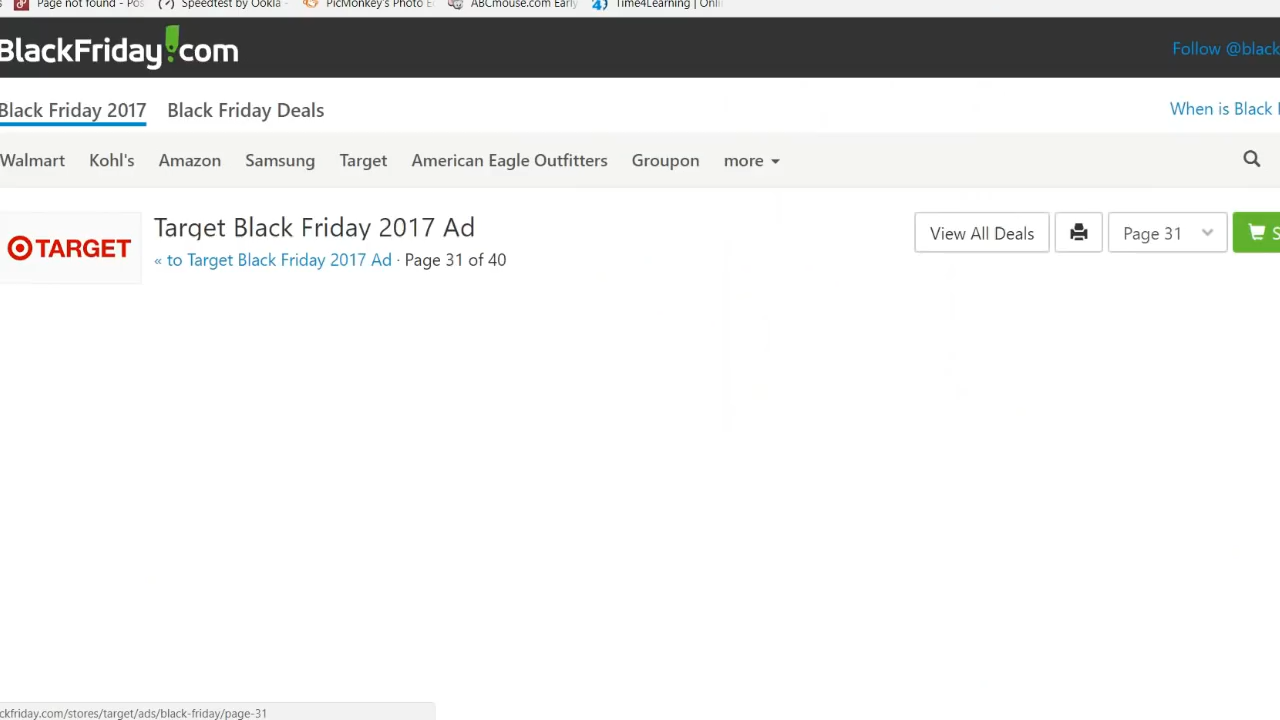 Page not found - Pos
Speedtest by Ookla -
PicMonkey's Photo E
ABCmouse.com Early
Time4Learning | Onli
BlackFriday!com
Follow @black
Black Friday 2017
Black Friday Deals
When is Black
Walmart
Kohl's
Amazon
Samsung
Target
American Eagle Outfitters
Groupon
more
TARGET
Target Black Friday 2017 Ad
« to Target Black Friday 2017 Ad · Page 31 of 40
View All Deals
Page 31
S
ckfriday.com/stores/target/ads/black-friday/page-31